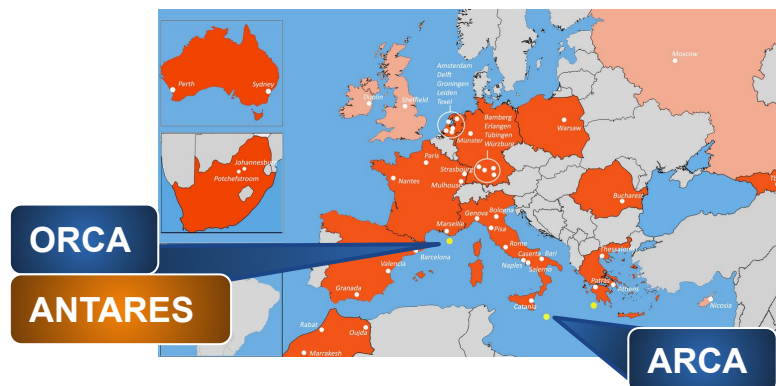 Perth
Sydney
Johannesburg
Potchefstroom
Moscow
Dublin
Sheffield
Amsterdam
Delft
Groningen
Leiden
Texel
Münster
Bamberg
Erlangen
Tübingen
Würzburg
Warsaw
Paris
Strasbourg
Mulhouse
Nantes
Bucharest
Genova
Bologna
Marseille
Pisa
Rome
Caserta
Bari
Naples
Salerno
Barcelona
Valencia
Granada
Catania
Thessaloniki
Patras
Athens
Nicosia
Rabat
Oujda
Marrakesh
ORCA
ANTARES
ARCA